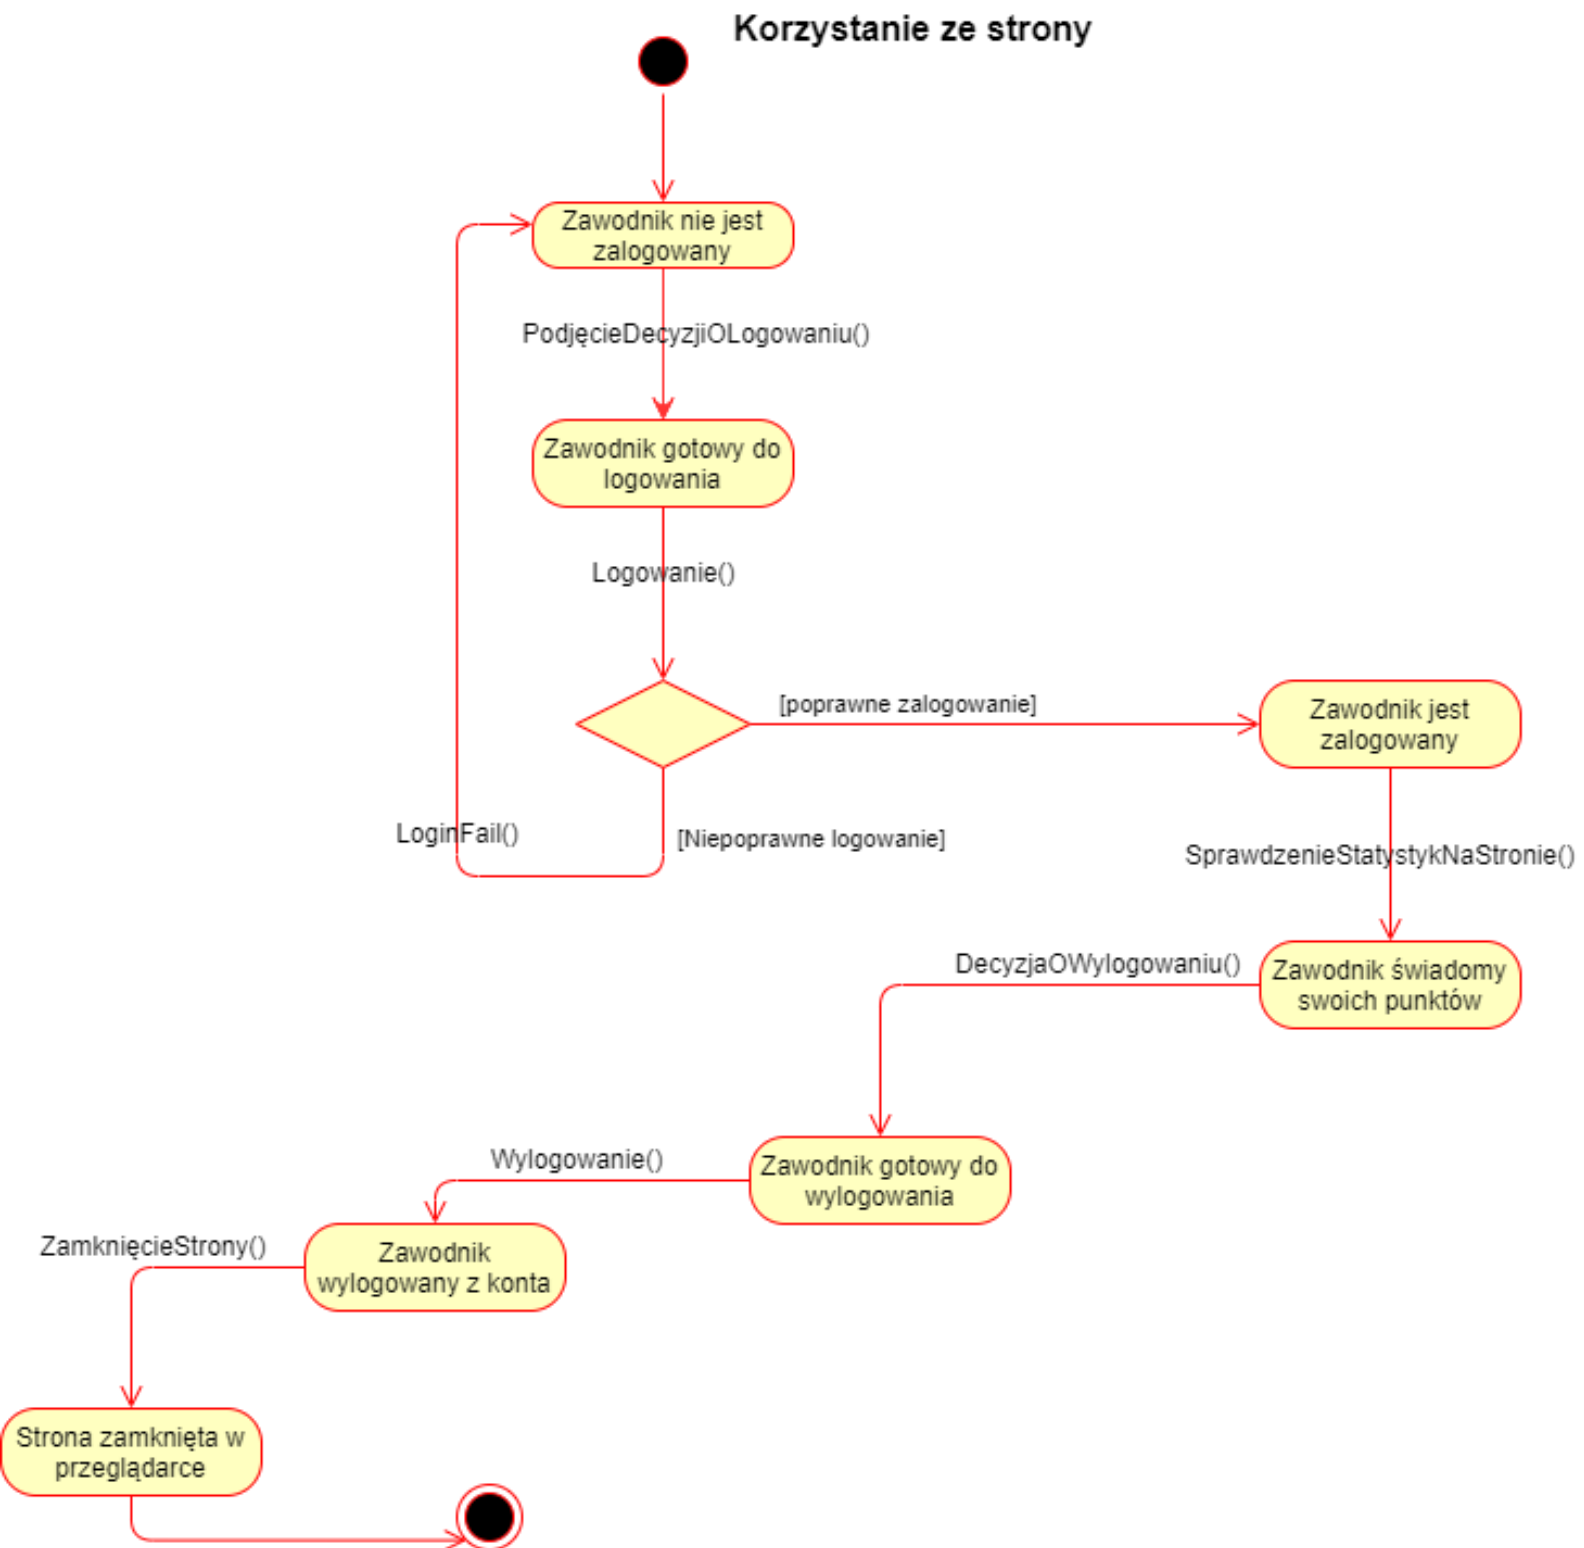 Korzystanie ze strony
Zawodnik nie jest
zalogowany
PodjęcieDecyzjiOLogowaniu()
Zawodnik gotowy do
logowania
Logowanie()
[poprawne zalogowanie]
Zawodnik jest
zalogowany
LoginFail()
[Niepoprawne logowanie]
SprawdzenieStatystykNaStronie()
DecyzjaOWylogowaniu()
Zawodnik świadomy
swoich punktów
Wylogowanie()
Zawodnik gotowy do
wylogowania
ZamknięcieStrony()
Zawodnik
wylogowany z konta
Strona zamknięta w
przeglądarce